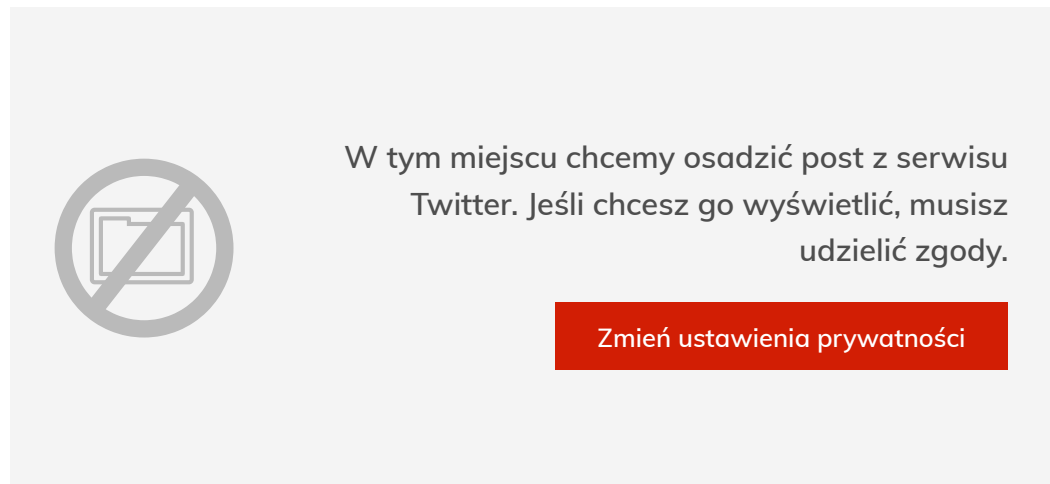 W tym miejscu chcemy osadzić post z serwisu
Twitter. Jeśli chcesz go wyświetlić, musisz
udzielić zgody.
Zmień ustawienia prywatności